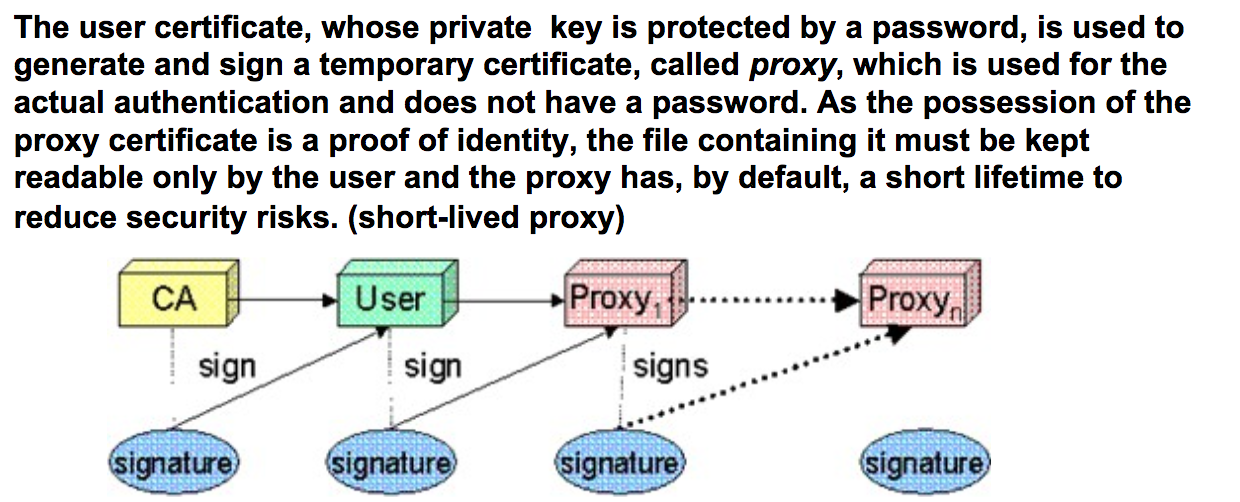 The user certificate, whose private key is protected by a password, is used to
generate and sign a temporary certificate, called proxy, which is used for the
actual authentication and does not have a password. As the possession of the
proxy certificate is a proof of identity, the file containing it must be kept
readable only by the user and the proxy has, by default, a short lifetime to
reduce security risks. (short-lived proxy)
CA User Proxy1 Proxyn
sign sign signs
signature signature signature signature